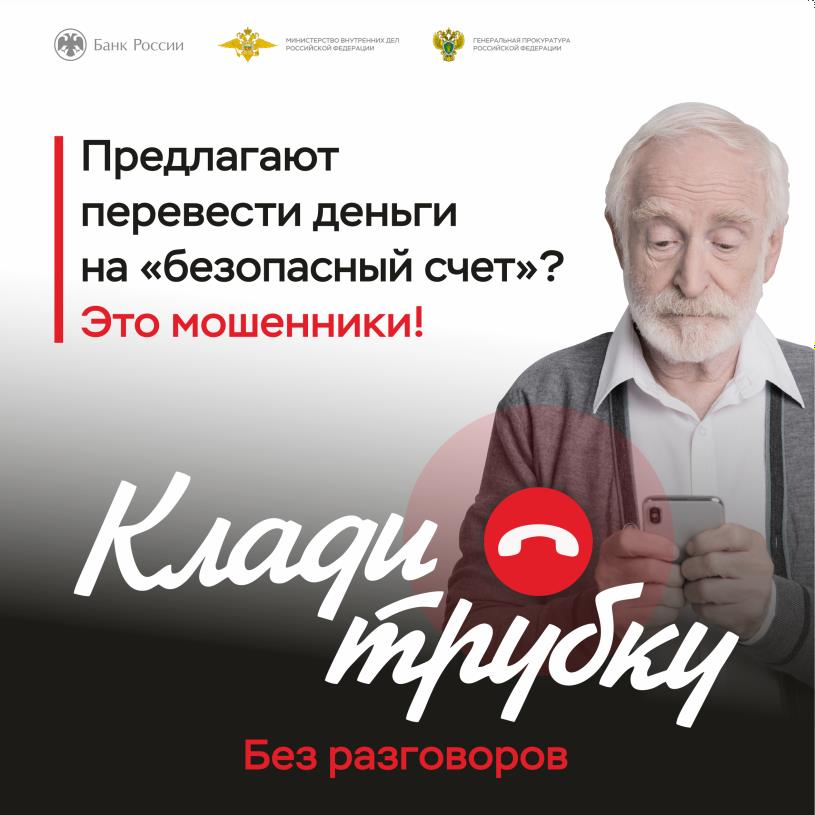 Банк России
МИНИСТЕРСТВО ВНУТРЕННИХ ДЕЛ
РОССИЙСКОЙ ФЕДЕРАЦИИ
ГЕНЕРАЛЬНАЯ ПРОКУРАТУРА
РОССИЙСКОЙ ФЕДЕРАЦИИ
Предлагают
перевести деньги
на «безопасный счет»?
Это мошенники!
Клади
трубку
Без разговоров